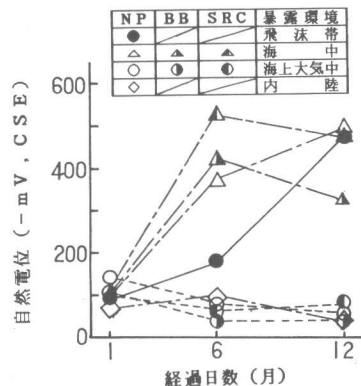 NP BB SRC 暴露環境
飛沫帯
海中
海上大気中
内陸
600
400
200
0
自然電位(-mV, CSE)
1 6 12
経過日数(月)